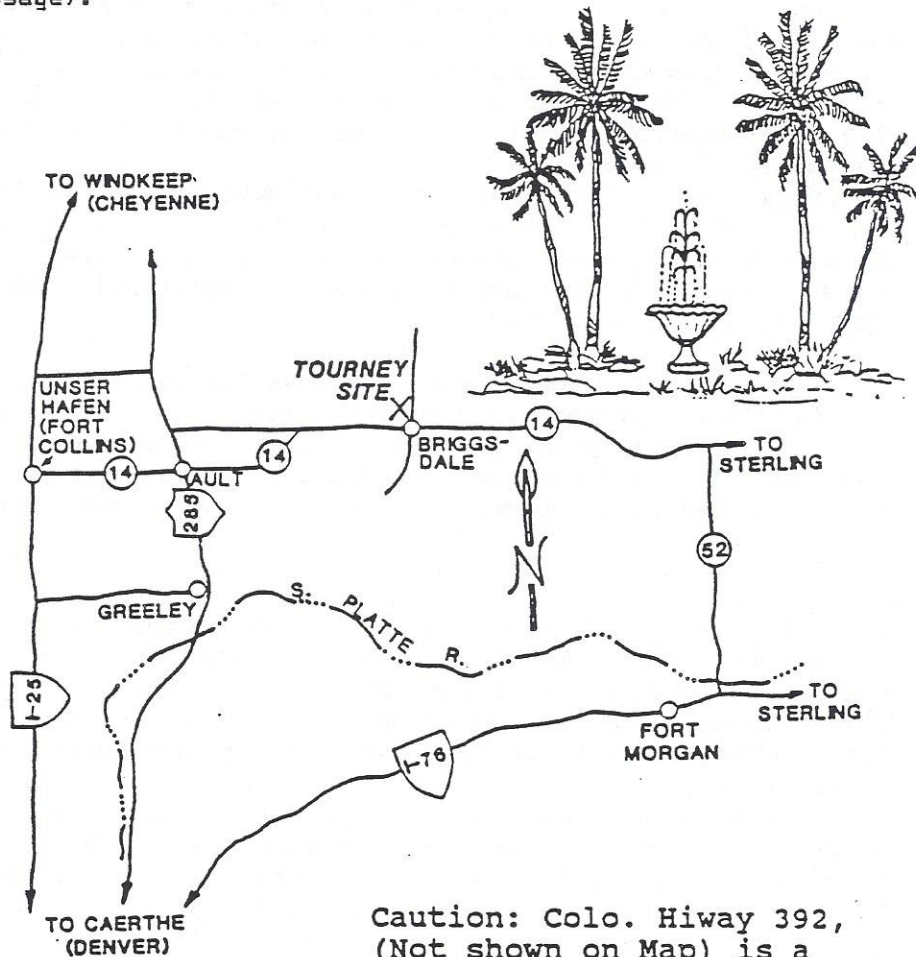 TO WINDKEEP
(CHEYENNE)
UNSER
HAFEN
(FORT
COLLINS)
TOURNEY
SITE
X
14
AULT
14
BRIGGS-
DALE
14
TO
STERLING
285
52
N
GREELEY
S. PLATTE R.
I-25
TO
STERLING
FORT
MORGAN
I-76
TO CAERTHE
(DENVER)
Caution: Colo. Hiway 392,
(Not shown on Map) is a